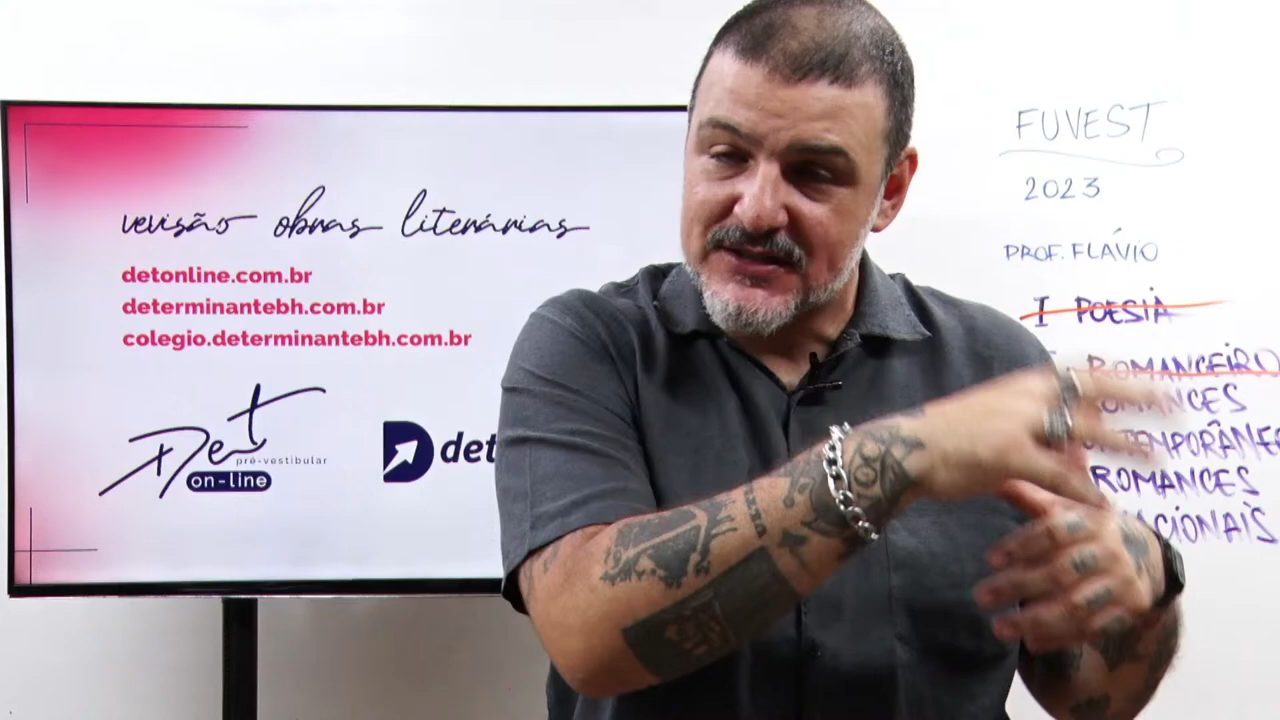 revisão obras literárias
detonline.com.br
determinantebh.com.br
colegio.determinantebh.com.br
Det
pré-vestibular
on-line
det
FUVEST
2023
PROF. FLÁVIO
I POESIA
ROMANCEIRO
ROMANCES
ROMANCES